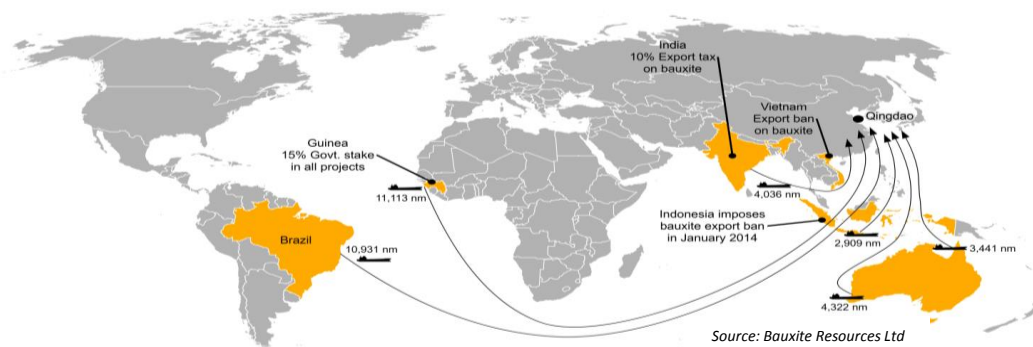 India
10% Export tax
on bauxite
Vietnam
Export ban
on bauxite
Qingdao
Guinea
15% Govt. stake
in all projects
11,113 nm
4,036 nm
Indonesia imposes
bauxite export ban
in January 2014
2,909 nm
3,441 nm
Brazil
10,931 nm
4,322 nm
Source: Bauxite Resources Ltd